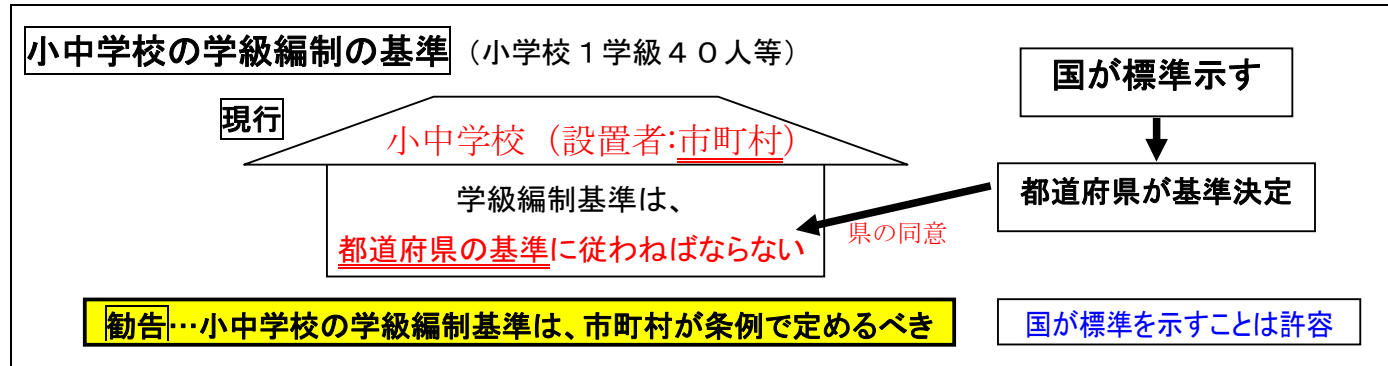 小中学校の学級編制の基準（小学校１学級４０人等）
国が標準示す
現行
小中学校（設置者:市町村）
都道府県が基準決定
学級編制基準は、
都道府県の基準に従わねばならない
県の同意
勧告…小中学校の学級編制基準は、市町村が条例で定めるべき
国が標準を示すことは許容